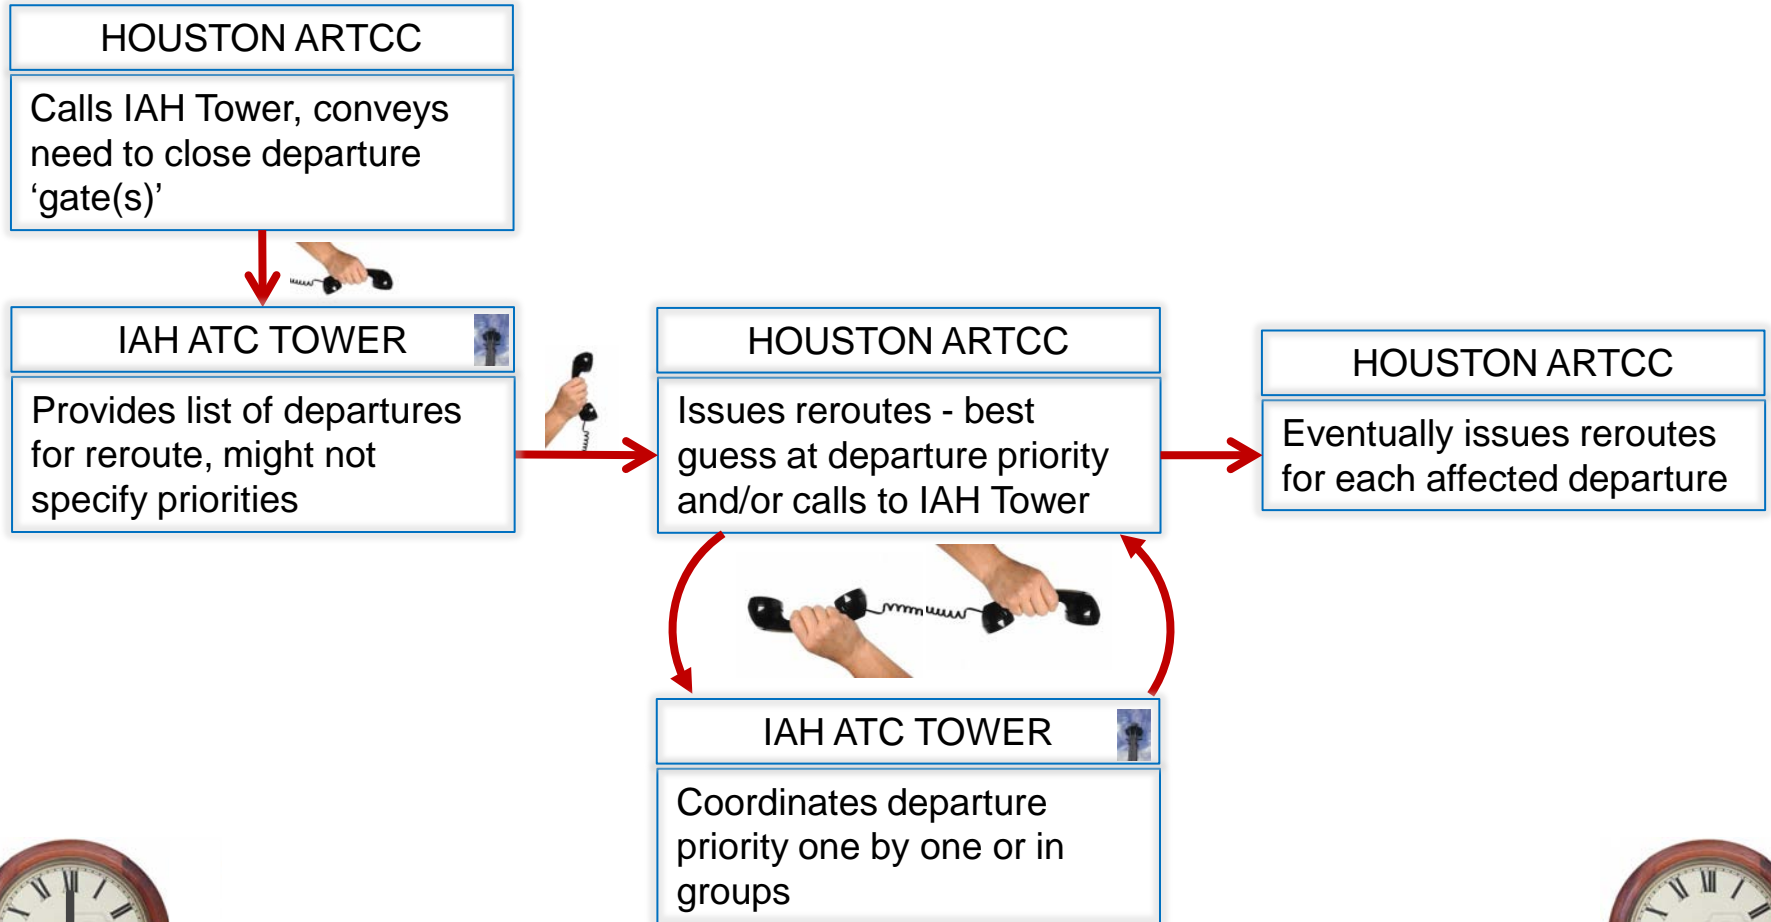 HOUSTON ARTCC
Calls IAH Tower, conveys
need to close departure
‘gate(s)’
IAH ATC TOWER
Provides list of departures
for reroute, might not
specify priorities
HOUSTON ARTCC
Issues reroutes - best
guess at departure priority
and/or calls to IAH Tower
HOUSTON ARTCC
Eventually issues reroutes
for each affected departure
IAH ATC TOWER
Coordinates departure
priority one by one or in
groups